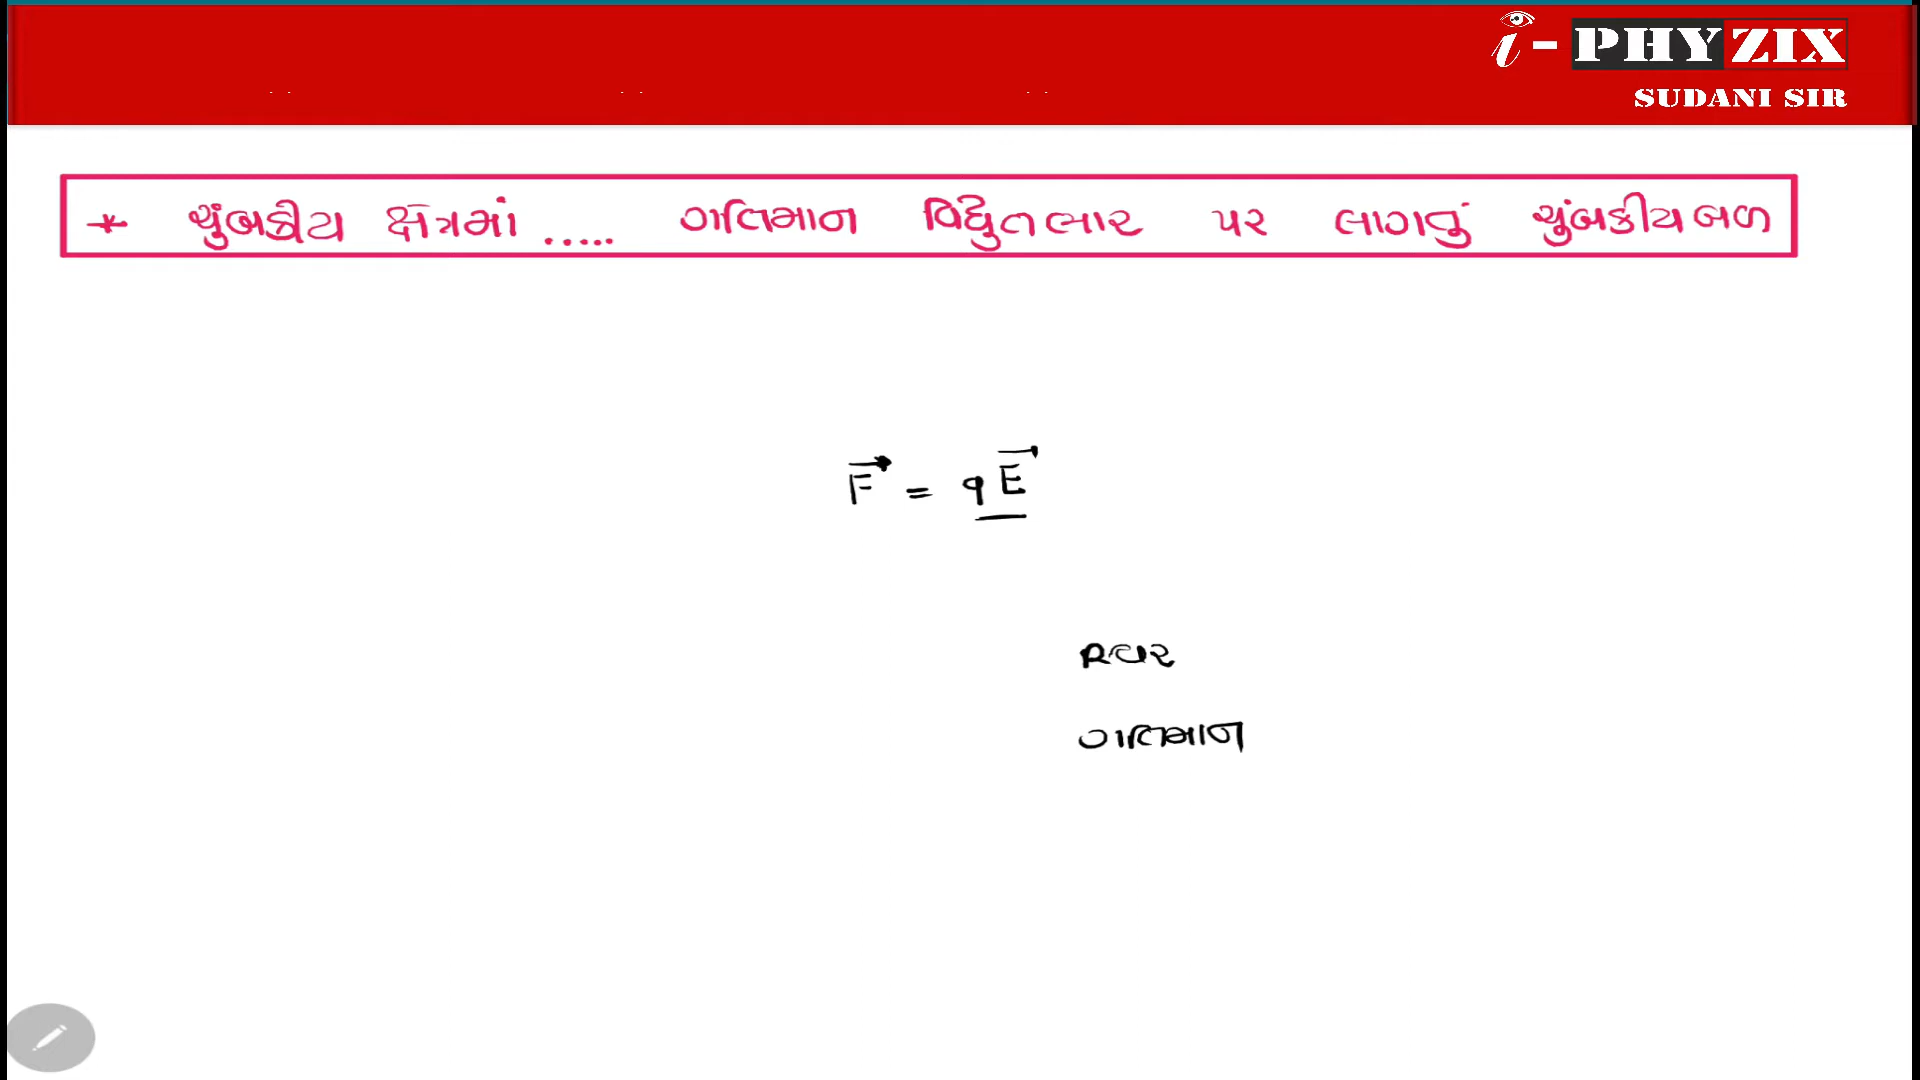 i-PHYZIX
SUDANI SIR
* ચુંબકીય ક્ષેત્રમાં ..... ગતિમાન વિદ્યુતભાર પર લાગતું ચુંબકીય બળ
F⃗ = qE⃗
સ્થિર
ગતિમાન